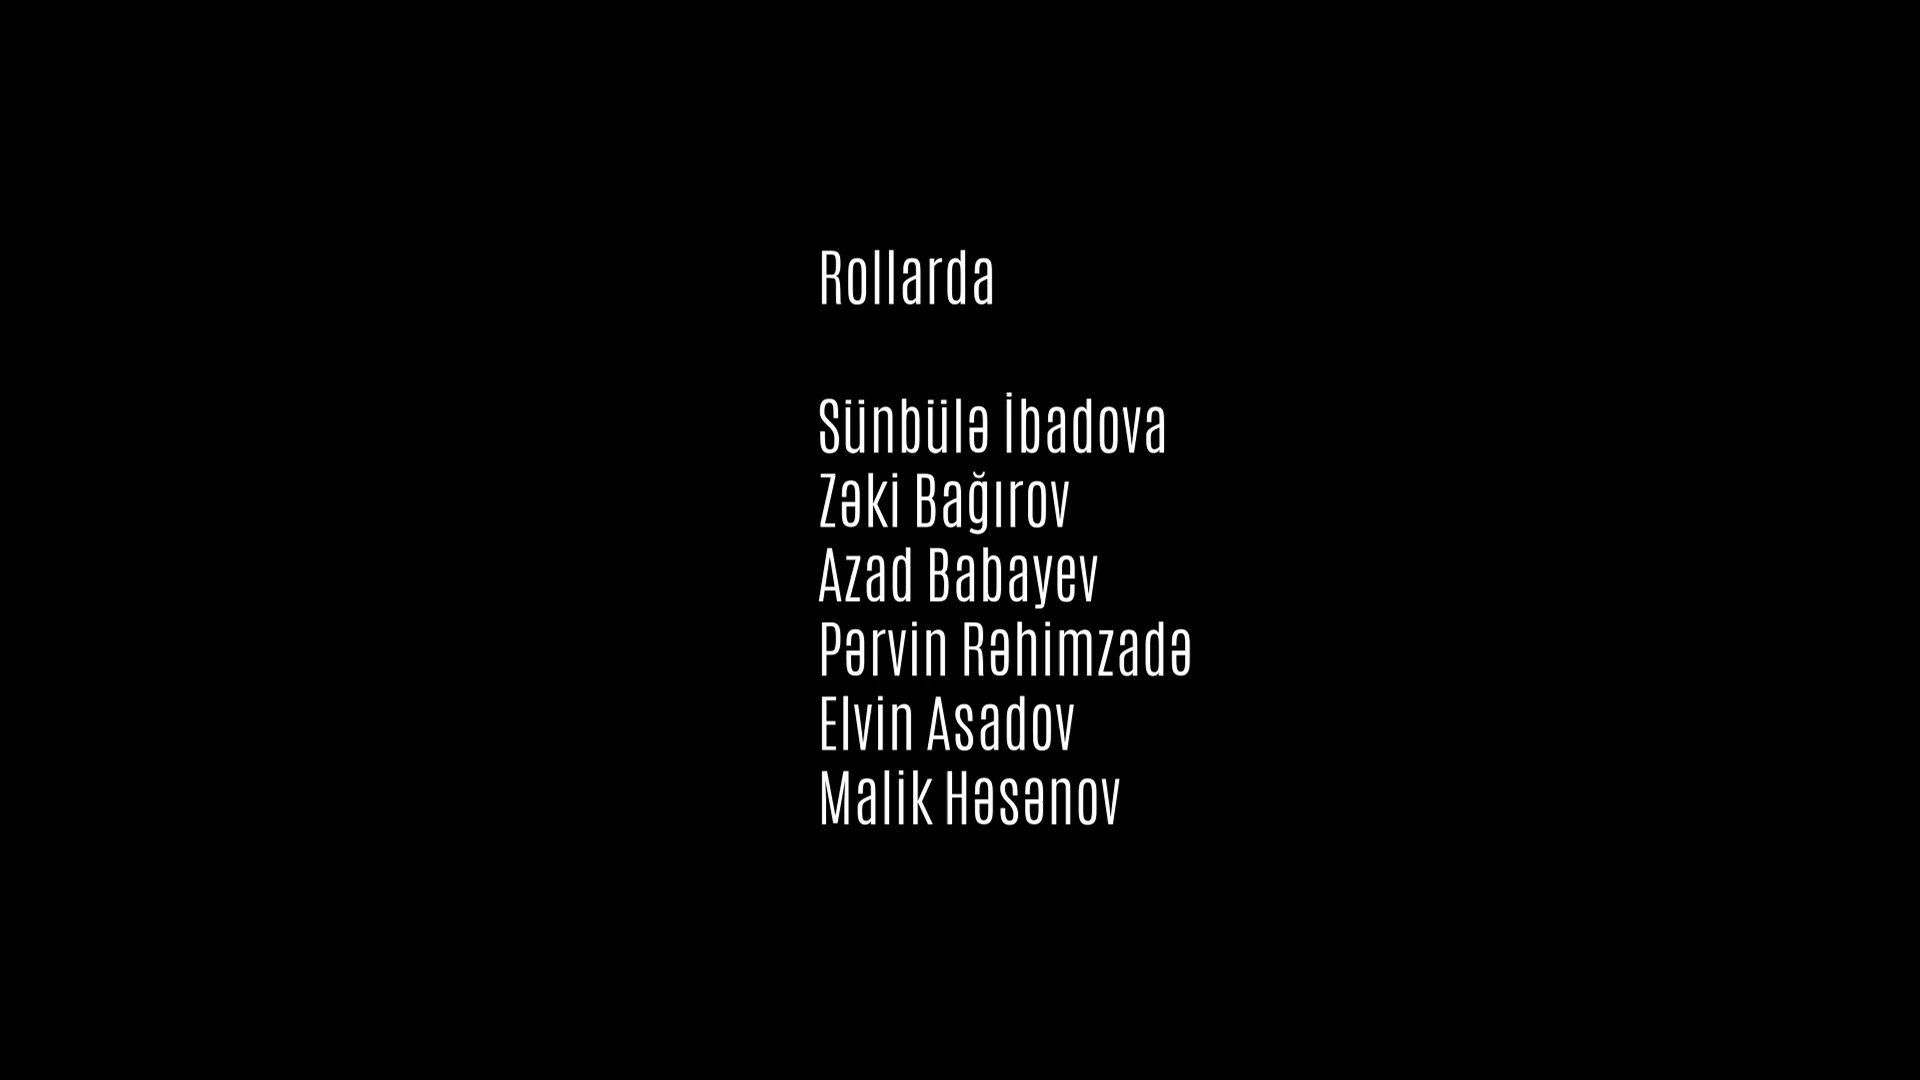 Rollarda
Sünbülə İbadova
Zəki Bağırov
Azad Babayev
Pərvin Rəhimzadə
Elvin Asadov
Malik Həsənov